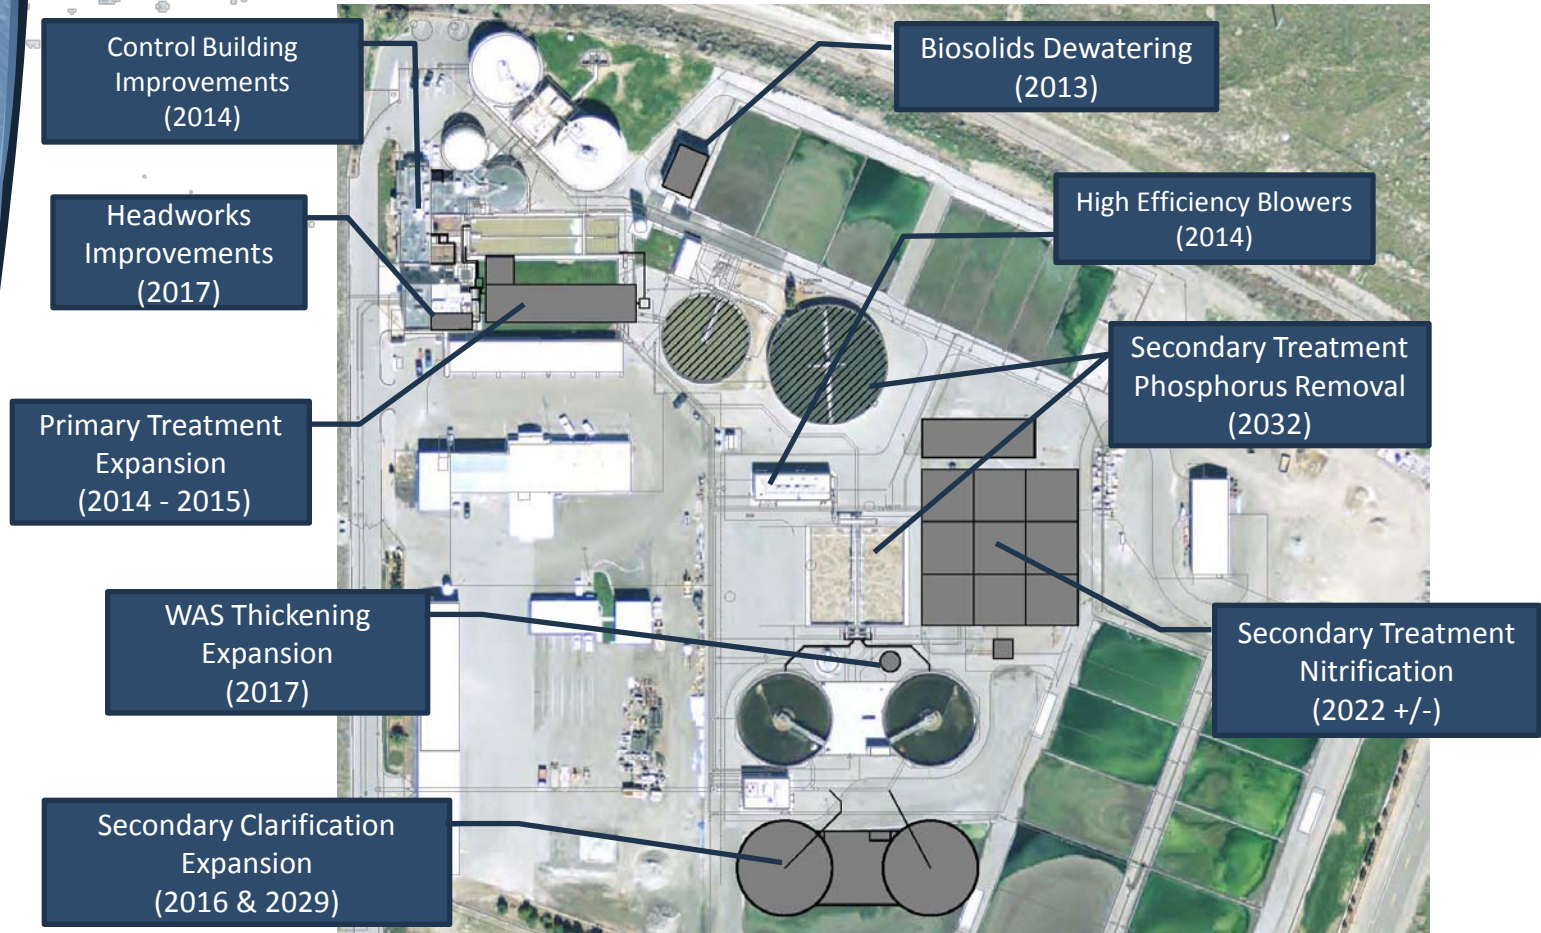 Control Building
Improvements
(2014)
Biosolids Dewatering
(2013)
High Efficiency Blowers
(2014)
Headworks
Improvements
(2017)
Secondary Treatment
Phosphorus Removal
(2032)
Primary Treatment
Expansion
(2014 - 2015)
WAS Thickening
Expansion
(2017)
Secondary Treatment
Nitrification
(2022 +/-)
Secondary Clarification
Expansion
(2016 & 2029)